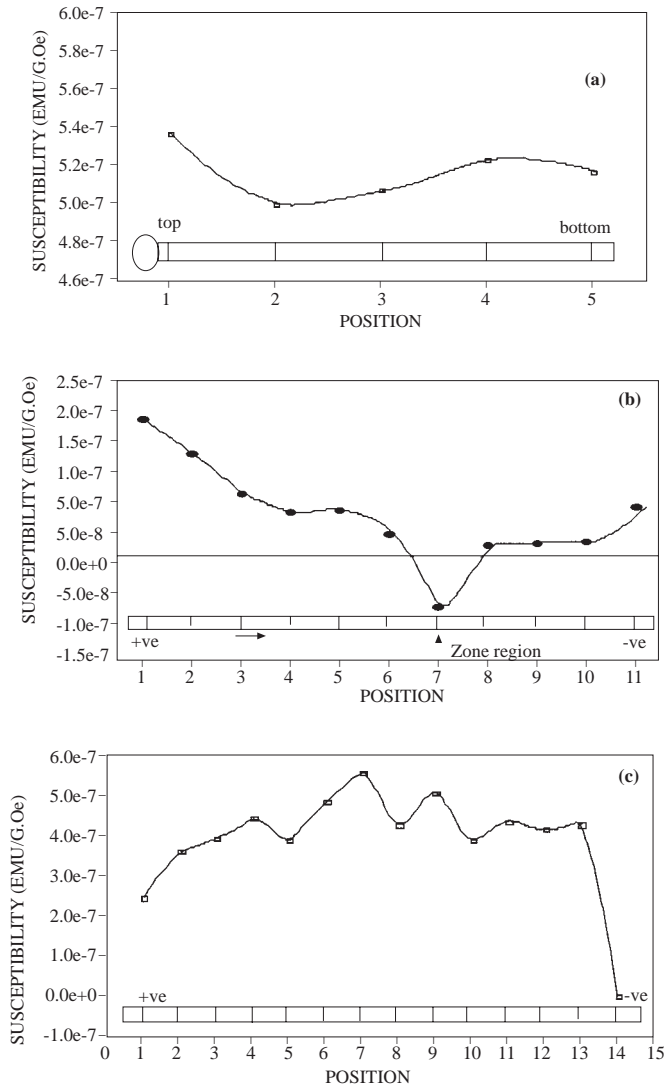 6.0e-7
5.8e-7
5.6e-7
5.4e-7
5.2e-7
5.0e-7
4.8e-7
4.6e-7
SUSCEPTIBILITY (EMU/G.Oe)
(a)
top
bottom
1 2 3 4 5
POSITION
2.5e-7
2.0e-7
1.5e-7
1.0e-7
5.0e-7
5.0e-8
0.0e+0
-5.0e-8
-1.0e-7
-1.5e-7
SUSCEPTIBILITY (EMU/G.Oe)
(b)
+ve
Zone region
-ve
1 2 3 4 5 6 7 8 9 10 11
POSITION
6.0e-7
5.0e-7
4.0e-7
3.0e-7
2.0e-7
0.0e+0
-1.0e-7
SUSCEPTIBILITY (EMU/G.Oe)
(c)
+ve
-ve
0 1 2 3 4 5 6 7 8 9 10 11 12 13 14 15
POSITION